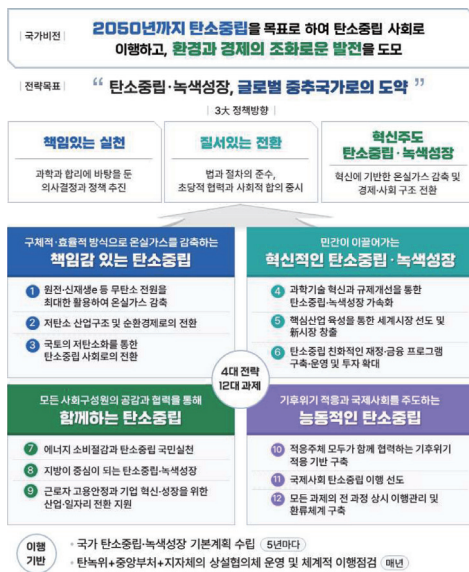 국가비전
2050년까지 탄소중립을 목표로 하여 탄소중립 사회로
이행하고, 환경과 경제의 조화로운 발전을 도모
전략목표
“ 탄소중립·녹색성장, 글로벌 중추국가로의 도약 ”
3大 정책방향
책임있는 실천
과학과 합리에 바탕을 둔
의사결정과 정책 추진
질서있는 전환
법과 절차의 준수,
초당적 협력과 사회적 합의 중시
혁신주도
탄소중립·녹색성장
혁신에 기반한 온실가스 감축 및
경제·사회 구조 전환
구체적·효율적 방식으로 온실가스를 감축하는
책임감 있는 탄소중립
1 원전·신재생e 등 무탄소 전원을
최대한 활용하여 온실가스 감축
2 저탄소 산업구조 및 순환경제로의 전환
3 국토의 저탄소화를 통한
탄소중립 사회로의 전환
민간이 이끌어가는
혁신적인 탄소중립·녹색성장
4 과학기술 혁신과 규제개선을 통한
탄소중립·녹색성장 가속화
5 핵심산업 육성을 통한 세계시장 선도 및
新시장 창출
6 탄소중립 친화적인 재정·금융 프로그램
구축·운영 및 투자 확대
4대 전략
12대 과제
모든 사회구성원의 공감과 협력을 통해
함께하는 탄소중립
7 에너지 소비절감과 탄소중립 국민실천
8 지방이 중심이 되는 탄소중립·녹색성장
9 근로자 고용안정과 기업 혁신·성장을 위한
산업·일자리 전환 지원
기후위기 적응과 국제사회를 주도하는
능동적인 탄소중립
10 적응주체 모두가 함께 협력하는 기후위기
적응 기반 구축
11 국제사회 탄소중립 이행 선도
12 모든 과제의 전 과정 상시 이행관리 및
환류체계 구축
이행
기반
· 국가 탄소중립·녹색성장 기본계획 수립 5년마다
· 탄녹위+중앙부처+지자체의 상설협의체 운영 및 체계적 이행점검 매년